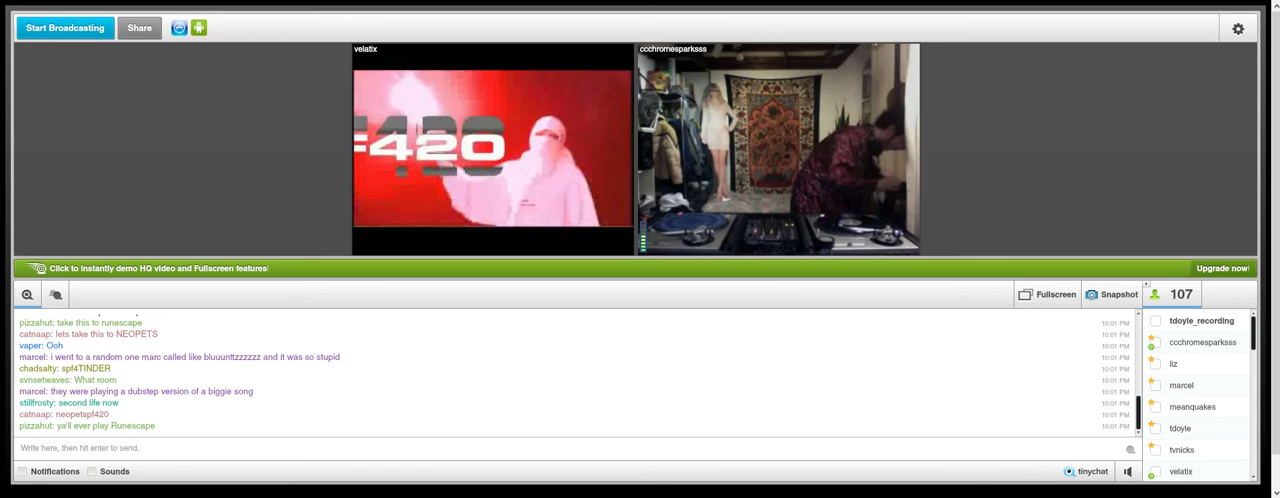 Start Broadcasting
Share
velatix
ccchromesparksss
F420
Click to instantly demo HQ video and Fullscreen features!
Upgrade now!
Fullscreen
Snapshot
107
pizzahut: take this to runescape 10:01 PM
catnaap: lets take this to NEOPETS 10:01 PM
vaper: Ooh 10:01 PM
marcel: i went to a random one marc called like bluuunttzzzzzz and it was so stupid 10:01 PM
chadsalty: spf4TINDER 10:01 PM
svnsetwaves: What room 10:01 PM
marcel: they were playing a dubstep version of a biggie song 10:01 PM
stillfrosty: second life now 10:01 PM
catnaap: neopetspf420 10:01 PM
pizzahut: ya'll ever play Runescape 10:01 PM
tdoyle_recording
ccchromesparksss
liz
marcel
meanquakes
tdoyle
tvnicks
velatix
Write here, then hit enter to send.
Notifications
Sounds
tinychat